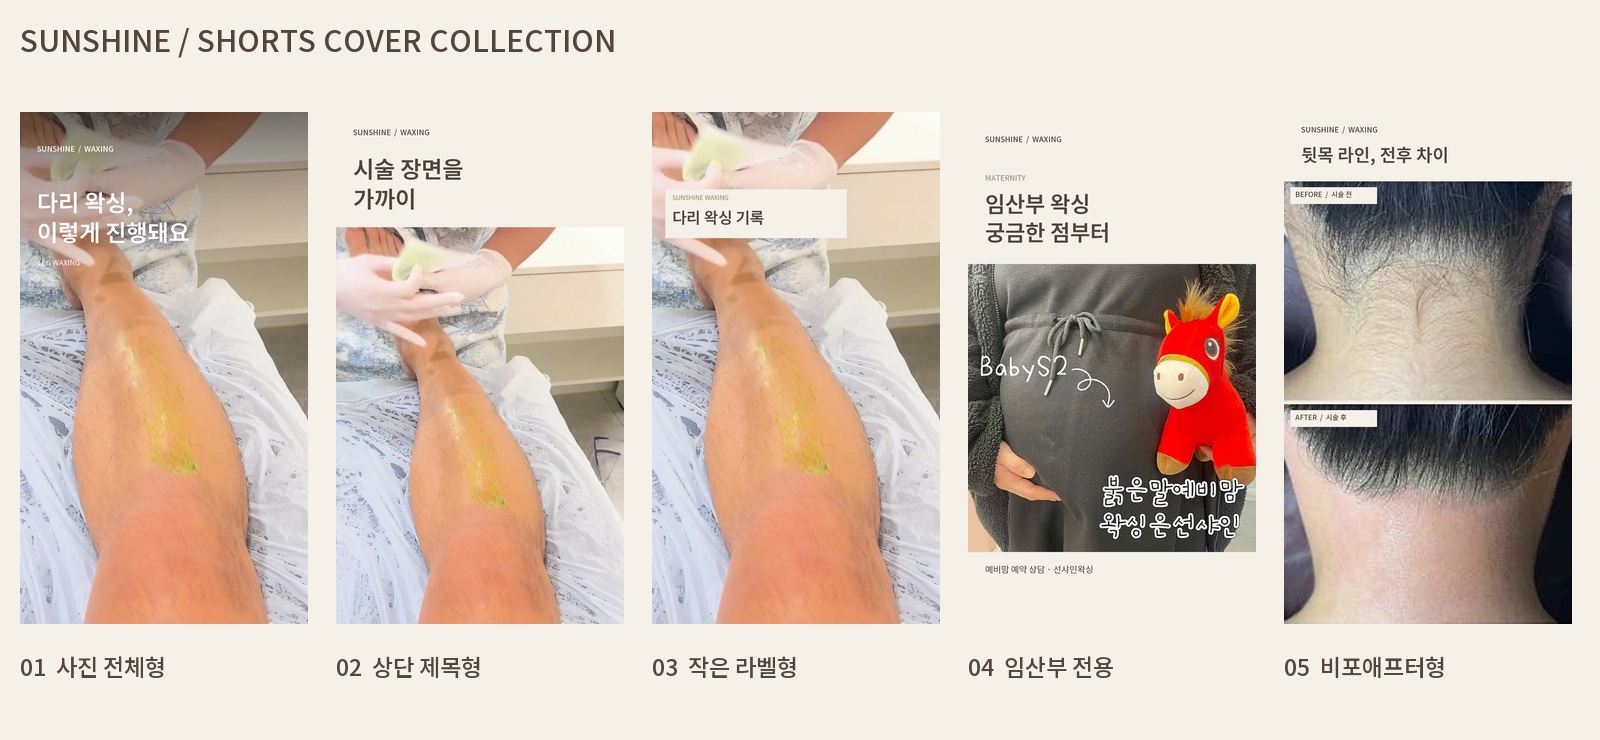 SUNSHINE / SHORTS COVER COLLECTION
SUNSHINE / WAXING
다리 왁싱,
이렇게 진행돼요
LEG WAXING
01 사진 전체형
SUNSHINE / WAXING
시술 장면을
가까이
02 상단 제목형
SUNSHINE WAXING
다리 왁싱 기록
03 작은 라벨형
SUNSHINE / WAXING
MATERNITY
임산부 왁싱
궁금한 점부터
BabyS2
붉은말예비맘
왁싱은선샤인
예비맘 예약 상담 · 선샤인왁싱
04 임산부 전용
SUNSHINE / WAXING
뒷목 라인, 전후 차이
BEFORE / 시술 전
AFTER / 시술 후
05 비포애프터형